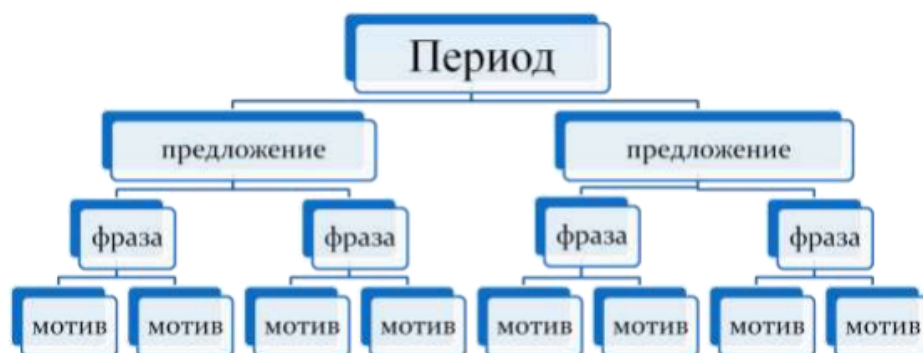 Период
предложение предложение
фраза фраза фраза фраза
мотив мотив мотив мотив мотив мотив мотив мотив